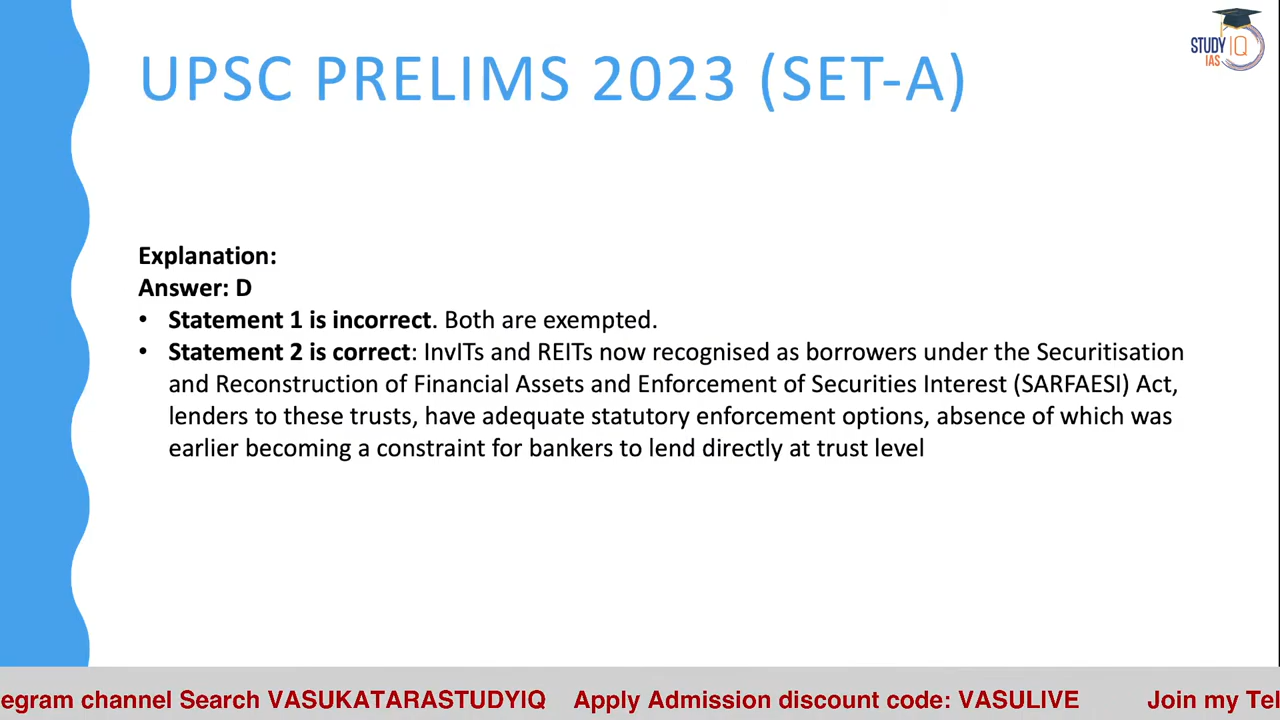 UPSC PRELIMS 2023 (SET-A)
STUDY IQ
IAS
Explanation:
Answer: D
• Statement 1 is incorrect. Both are exempted.
• Statement 2 is correct: InvITs and REITs now recognised as borrowers under the Securitisation
and Reconstruction of Financial Assets and Enforcement of Securities Interest (SARFAESI) Act,
lenders to these trusts, have adequate statutory enforcement options, absence of which was
earlier becoming a constraint for bankers to lend directly at trust level
egram channel Search VASUKATARASTUDYIQ Apply Admission discount code: VASULIVE Join my Tel